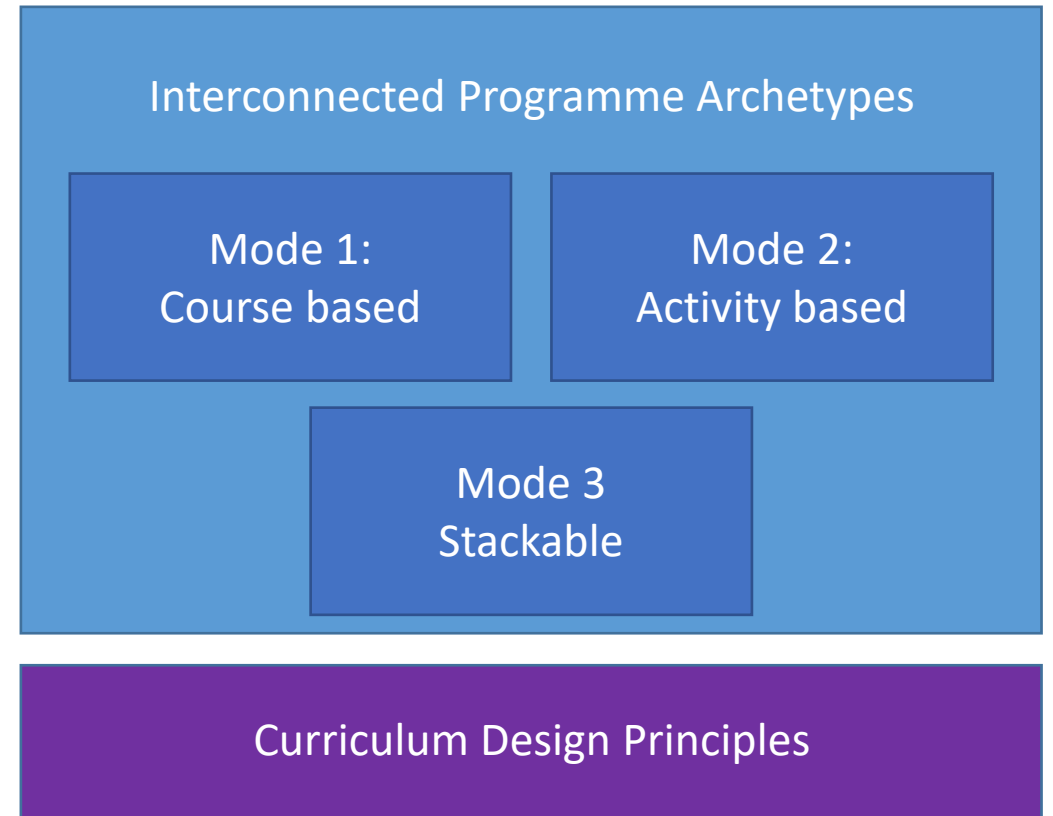 Interconnected Programme Archetypes
Mode 1:
Course based
Mode 2:
Activity based
Mode 3
Stackable
Curriculum Design Principles